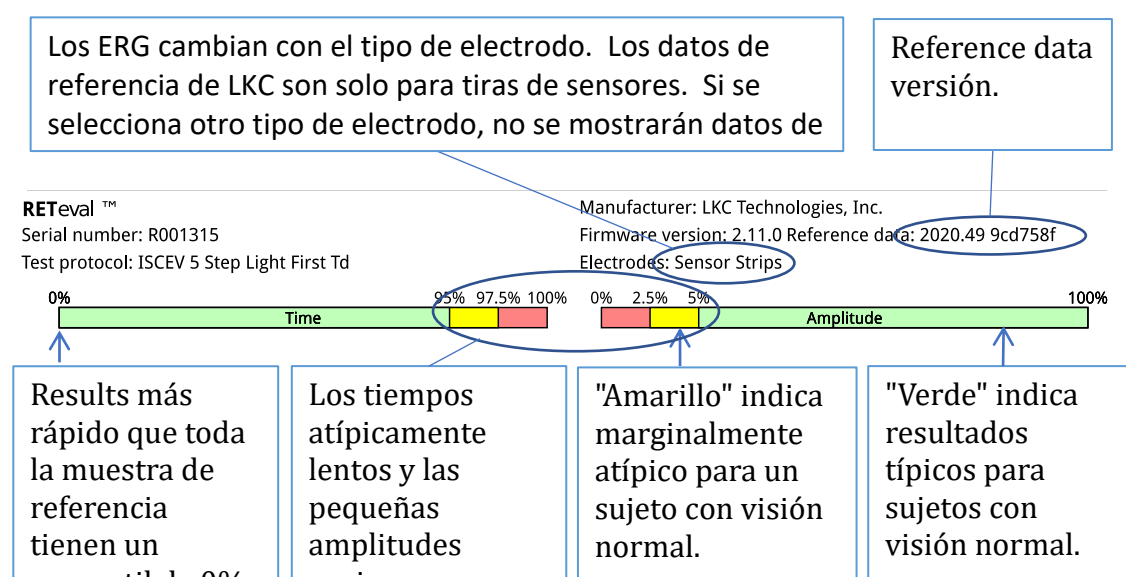 Los ERG cambian con el tipo de electrodo. Los datos de
referencia de LKC son solo para tiras de sensores. Si se
selecciona otro tipo de electrodo, no se mostrarán datos de
Reference data
versión.
RETeval ™
Serial number: R001315
Test protocol: ISCEV 5 Step Light First Td
Manufacturer: LKC Technologies, Inc.
Firmware version: 2.11.0 Reference data: 2020.49 9cd758f
Electrodes: Sensor Strips
0% 95% 97.5% 100%
Time
0% 2.5% 5% 100%
Amplitude
Results más
rápido que toda
la muestra de
referencia
tienen un
Los tiempos
atípicamente
lentos y las
pequeñas
amplitudes
"Amarillo" indica
marginalmente
atípico para un
sujeto con visión
normal.
"Verde" indica
resultados
típicos para
sujetos con
visión normal.